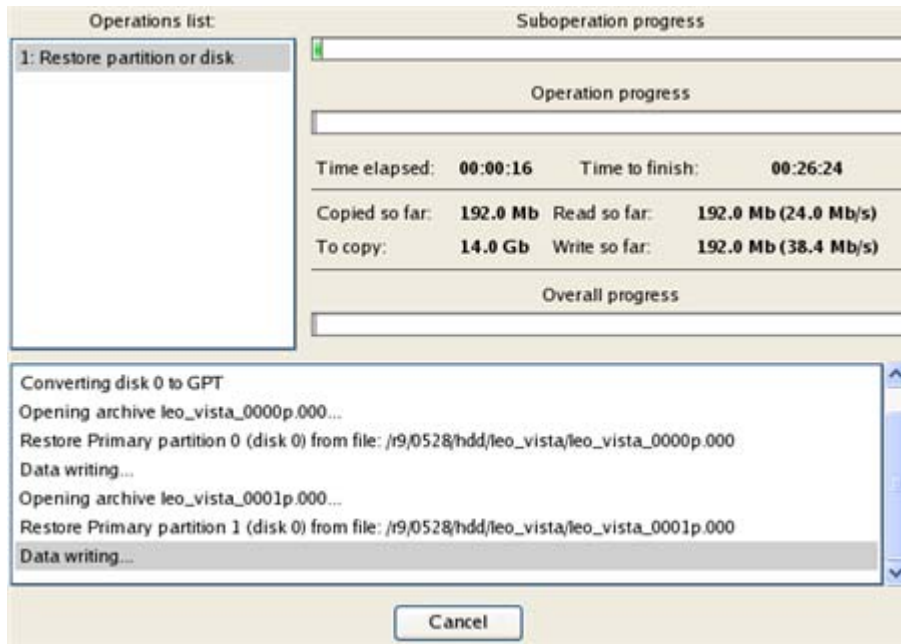 Operations list:
1: Restore partition or disk
Suboperation progress
Operation progress
Time elapsed: 00:00:16 Time to finish: 00:26:24
Copied so far: 192.0 Mb Read so far: 192.0 Mb (24.0 Mb/s)
To copy: 14.0 Gb Write so far: 192.0 Mb (38.4 Mb/s)
Overall progress
Converting disk 0 to GPT
Opening archive leo_vista_0000p.000...
Restore Primary partition 0 (disk 0) from file: /r9/0528/hdd/leo_vista/leo_vista_0000p.000
Data writing...
Opening archive leo_vista_0001p.000...
Restore Primary partition 1 (disk 0) from file: /r9/0528/hdd/leo_vista/leo_vista_0001p.000
Data writing...
Cancel